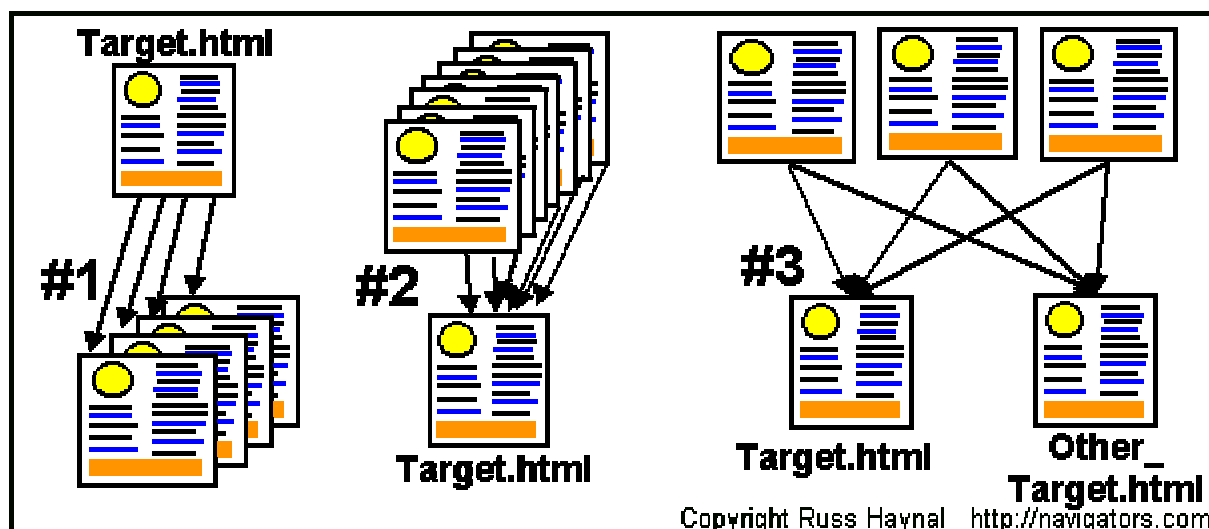 Target.html
#1
#2
Target.html
#3
Target.html
Other_
Target.html
Copyright Russ Haynal http://navigators.com